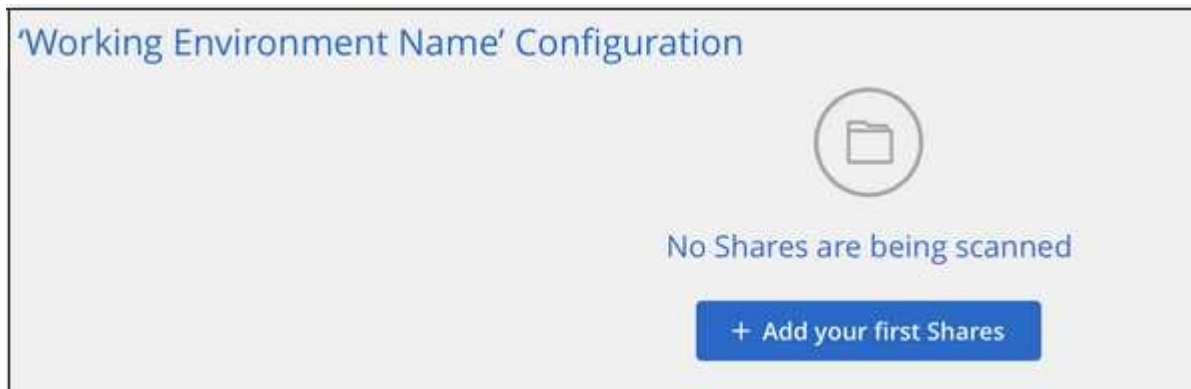 ‘Working Environment Name’ Configuration
No Shares are being scanned
+ Add your first Shares